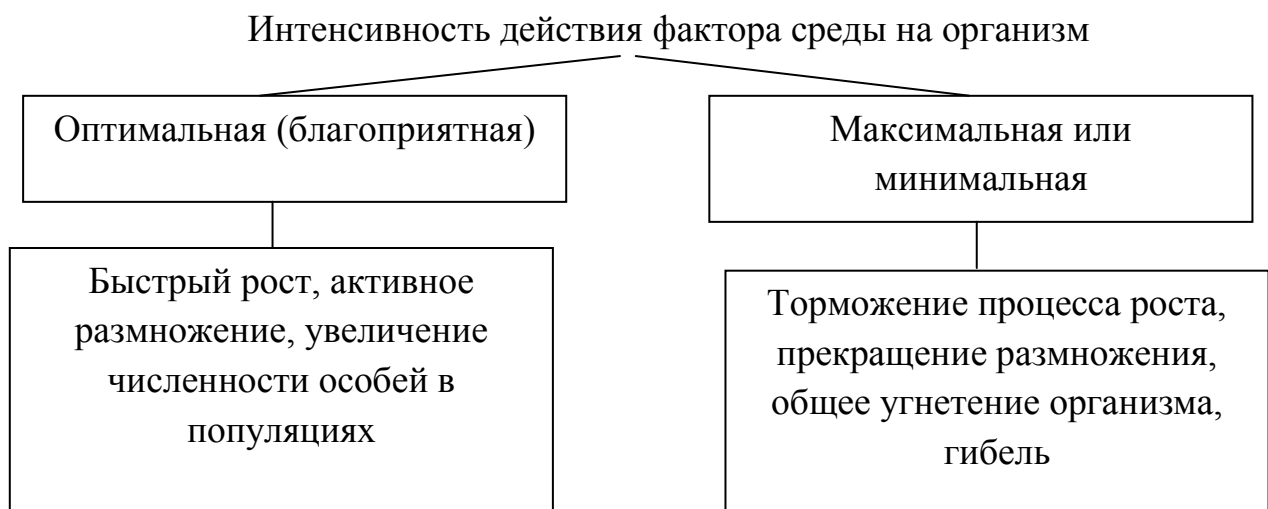 Интенсивность действия фактора среды на организм
Оптимальная (благоприятная)
Максимальная или
минимальная
Быстрый рост, активное
размножение, увеличение
численности особей в
популяциях
Торможение процесса роста,
прекращение размножения,
общее угнетение организма,
гибель